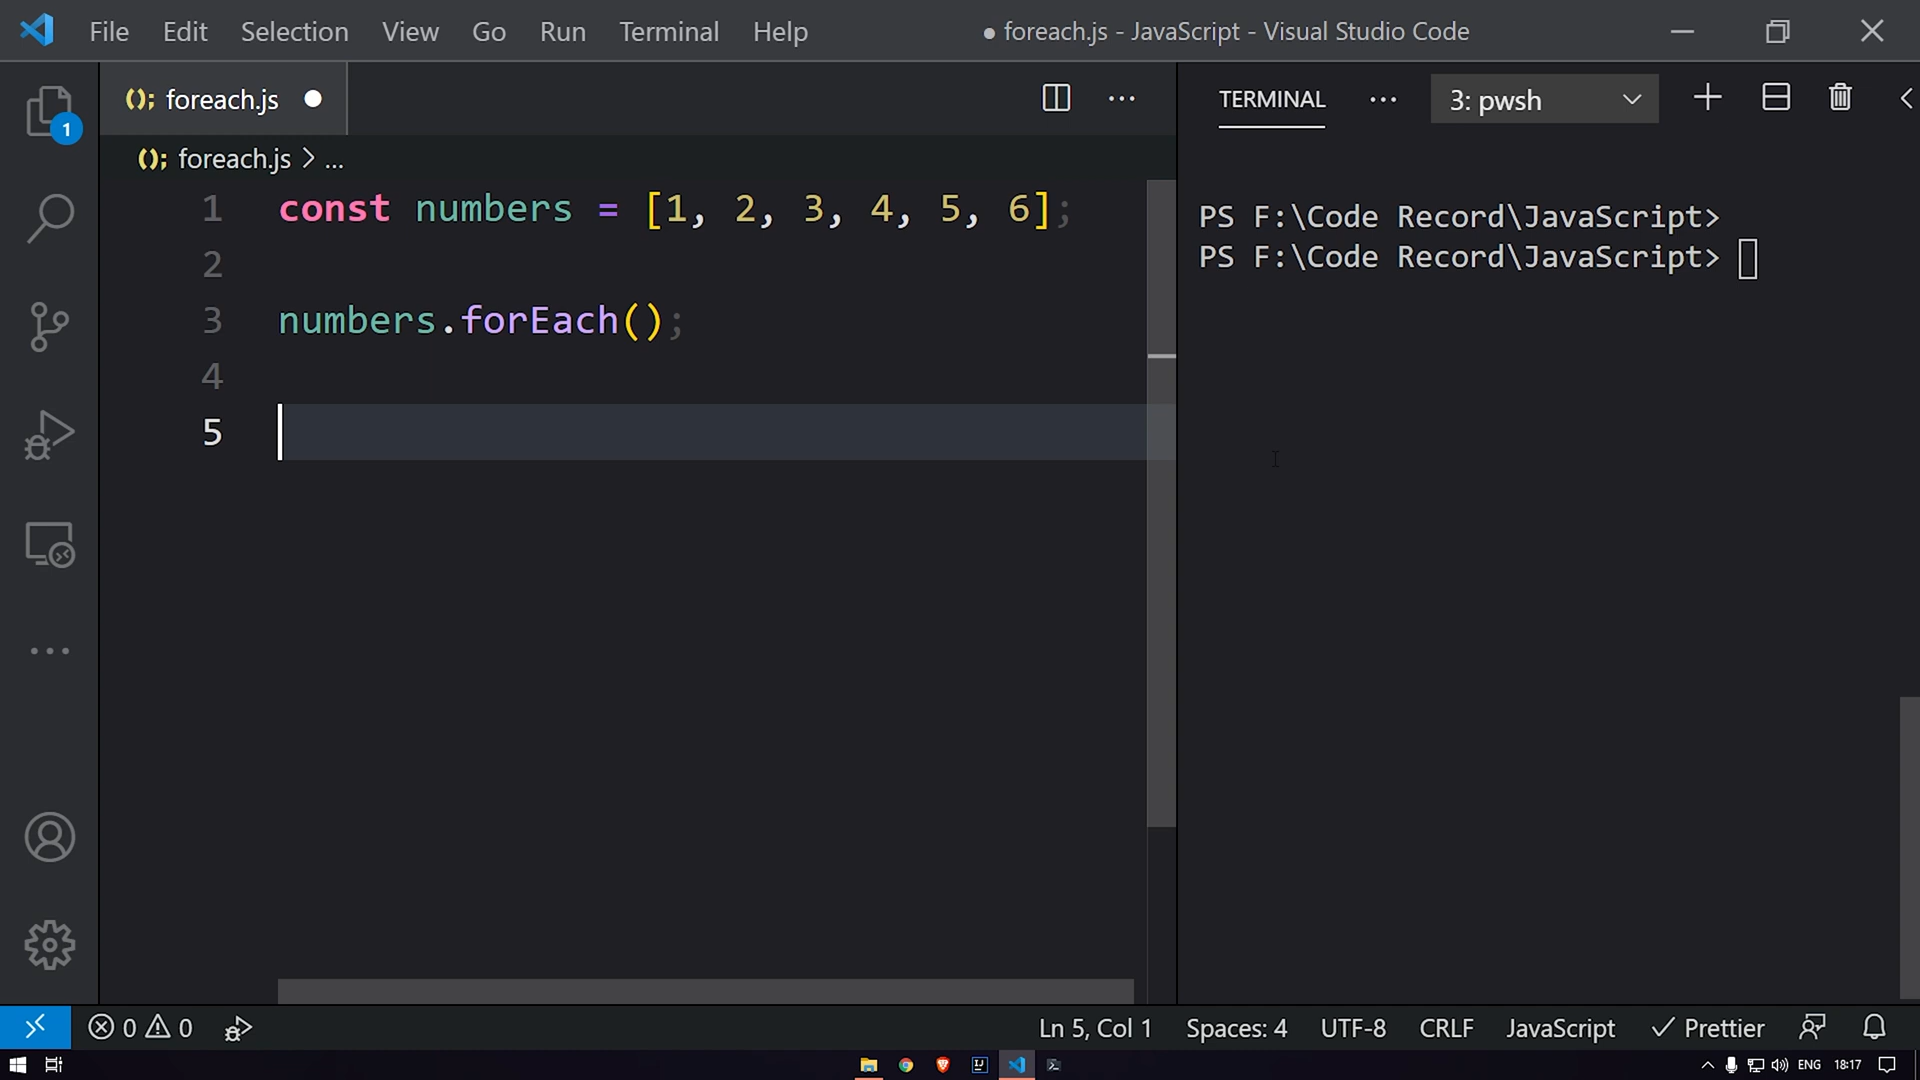 File Edit Selection View Go Run Terminal Help ● foreach.js - JavaScript - Visual Studio Code
(); foreach.js ●
TERMINAL ··· 3: pwsh
(); foreach.js > ...
1 const numbers = [1, 2, 3, 4, 5, 6];
2
3 numbers.forEach();
4
5
PS F:\Code Record\JavaScript>
PS F:\Code Record\JavaScript>
1
0 0 Ln 5, Col 1 Spaces: 4 UTF-8 CRLF JavaScript Prettier
IJ ENG 18:17